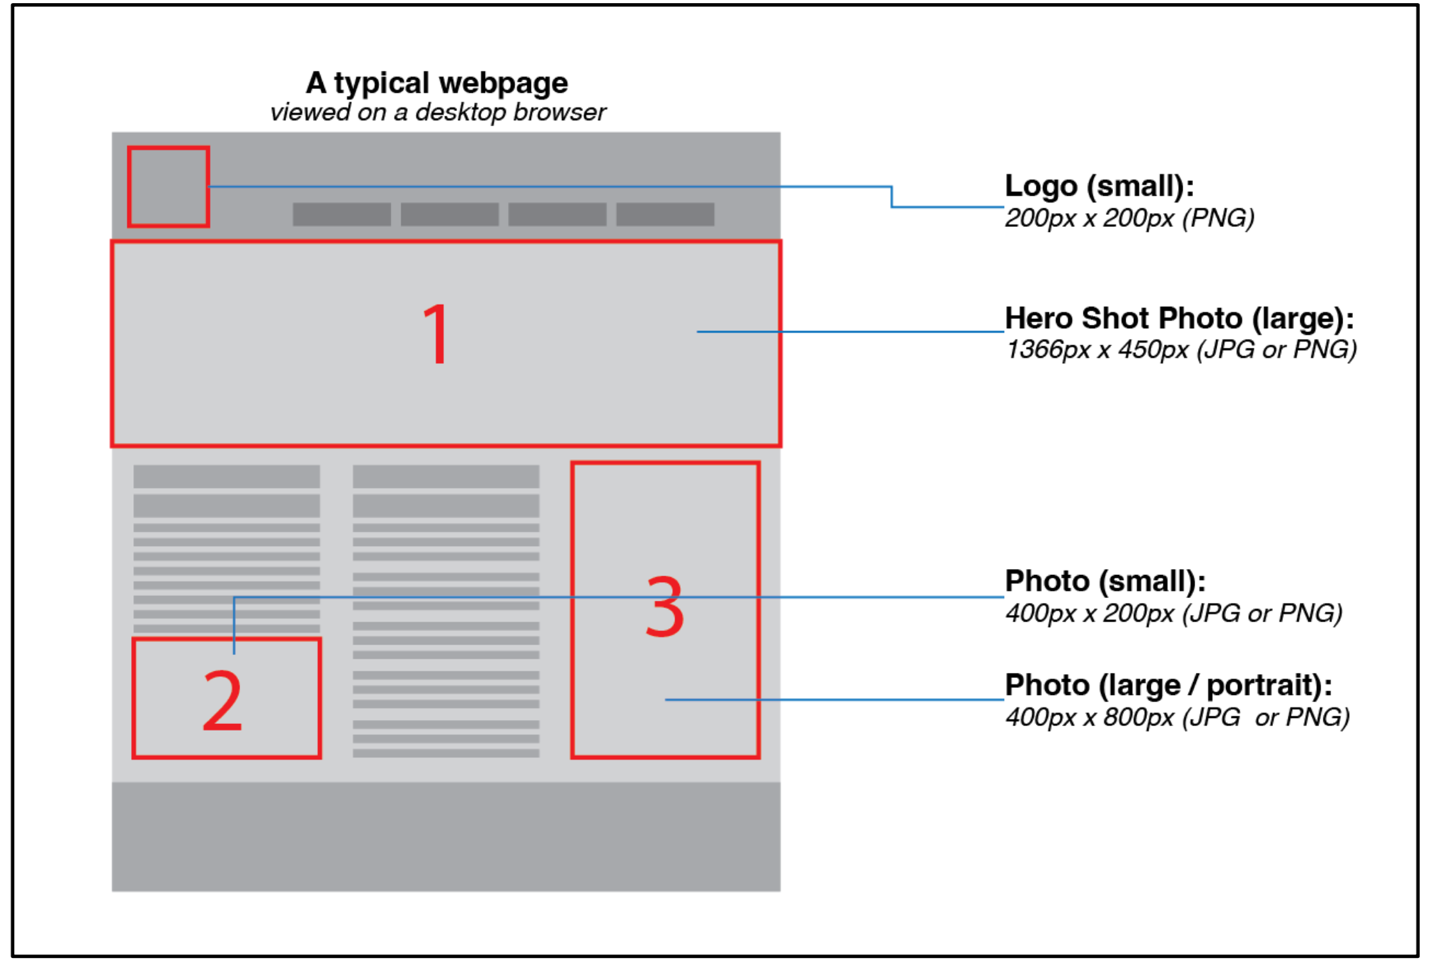 A typical webpage
viewed on a desktop browser
Logo (small):
200px x 200px (PNG)
1
Hero Shot Photo (large):
1366px x 450px (JPG or PNG)
3
Photo (small):
400px x 200px (JPG or PNG)
2
Photo (large / portrait):
400px x 800px (JPG  or PNG)